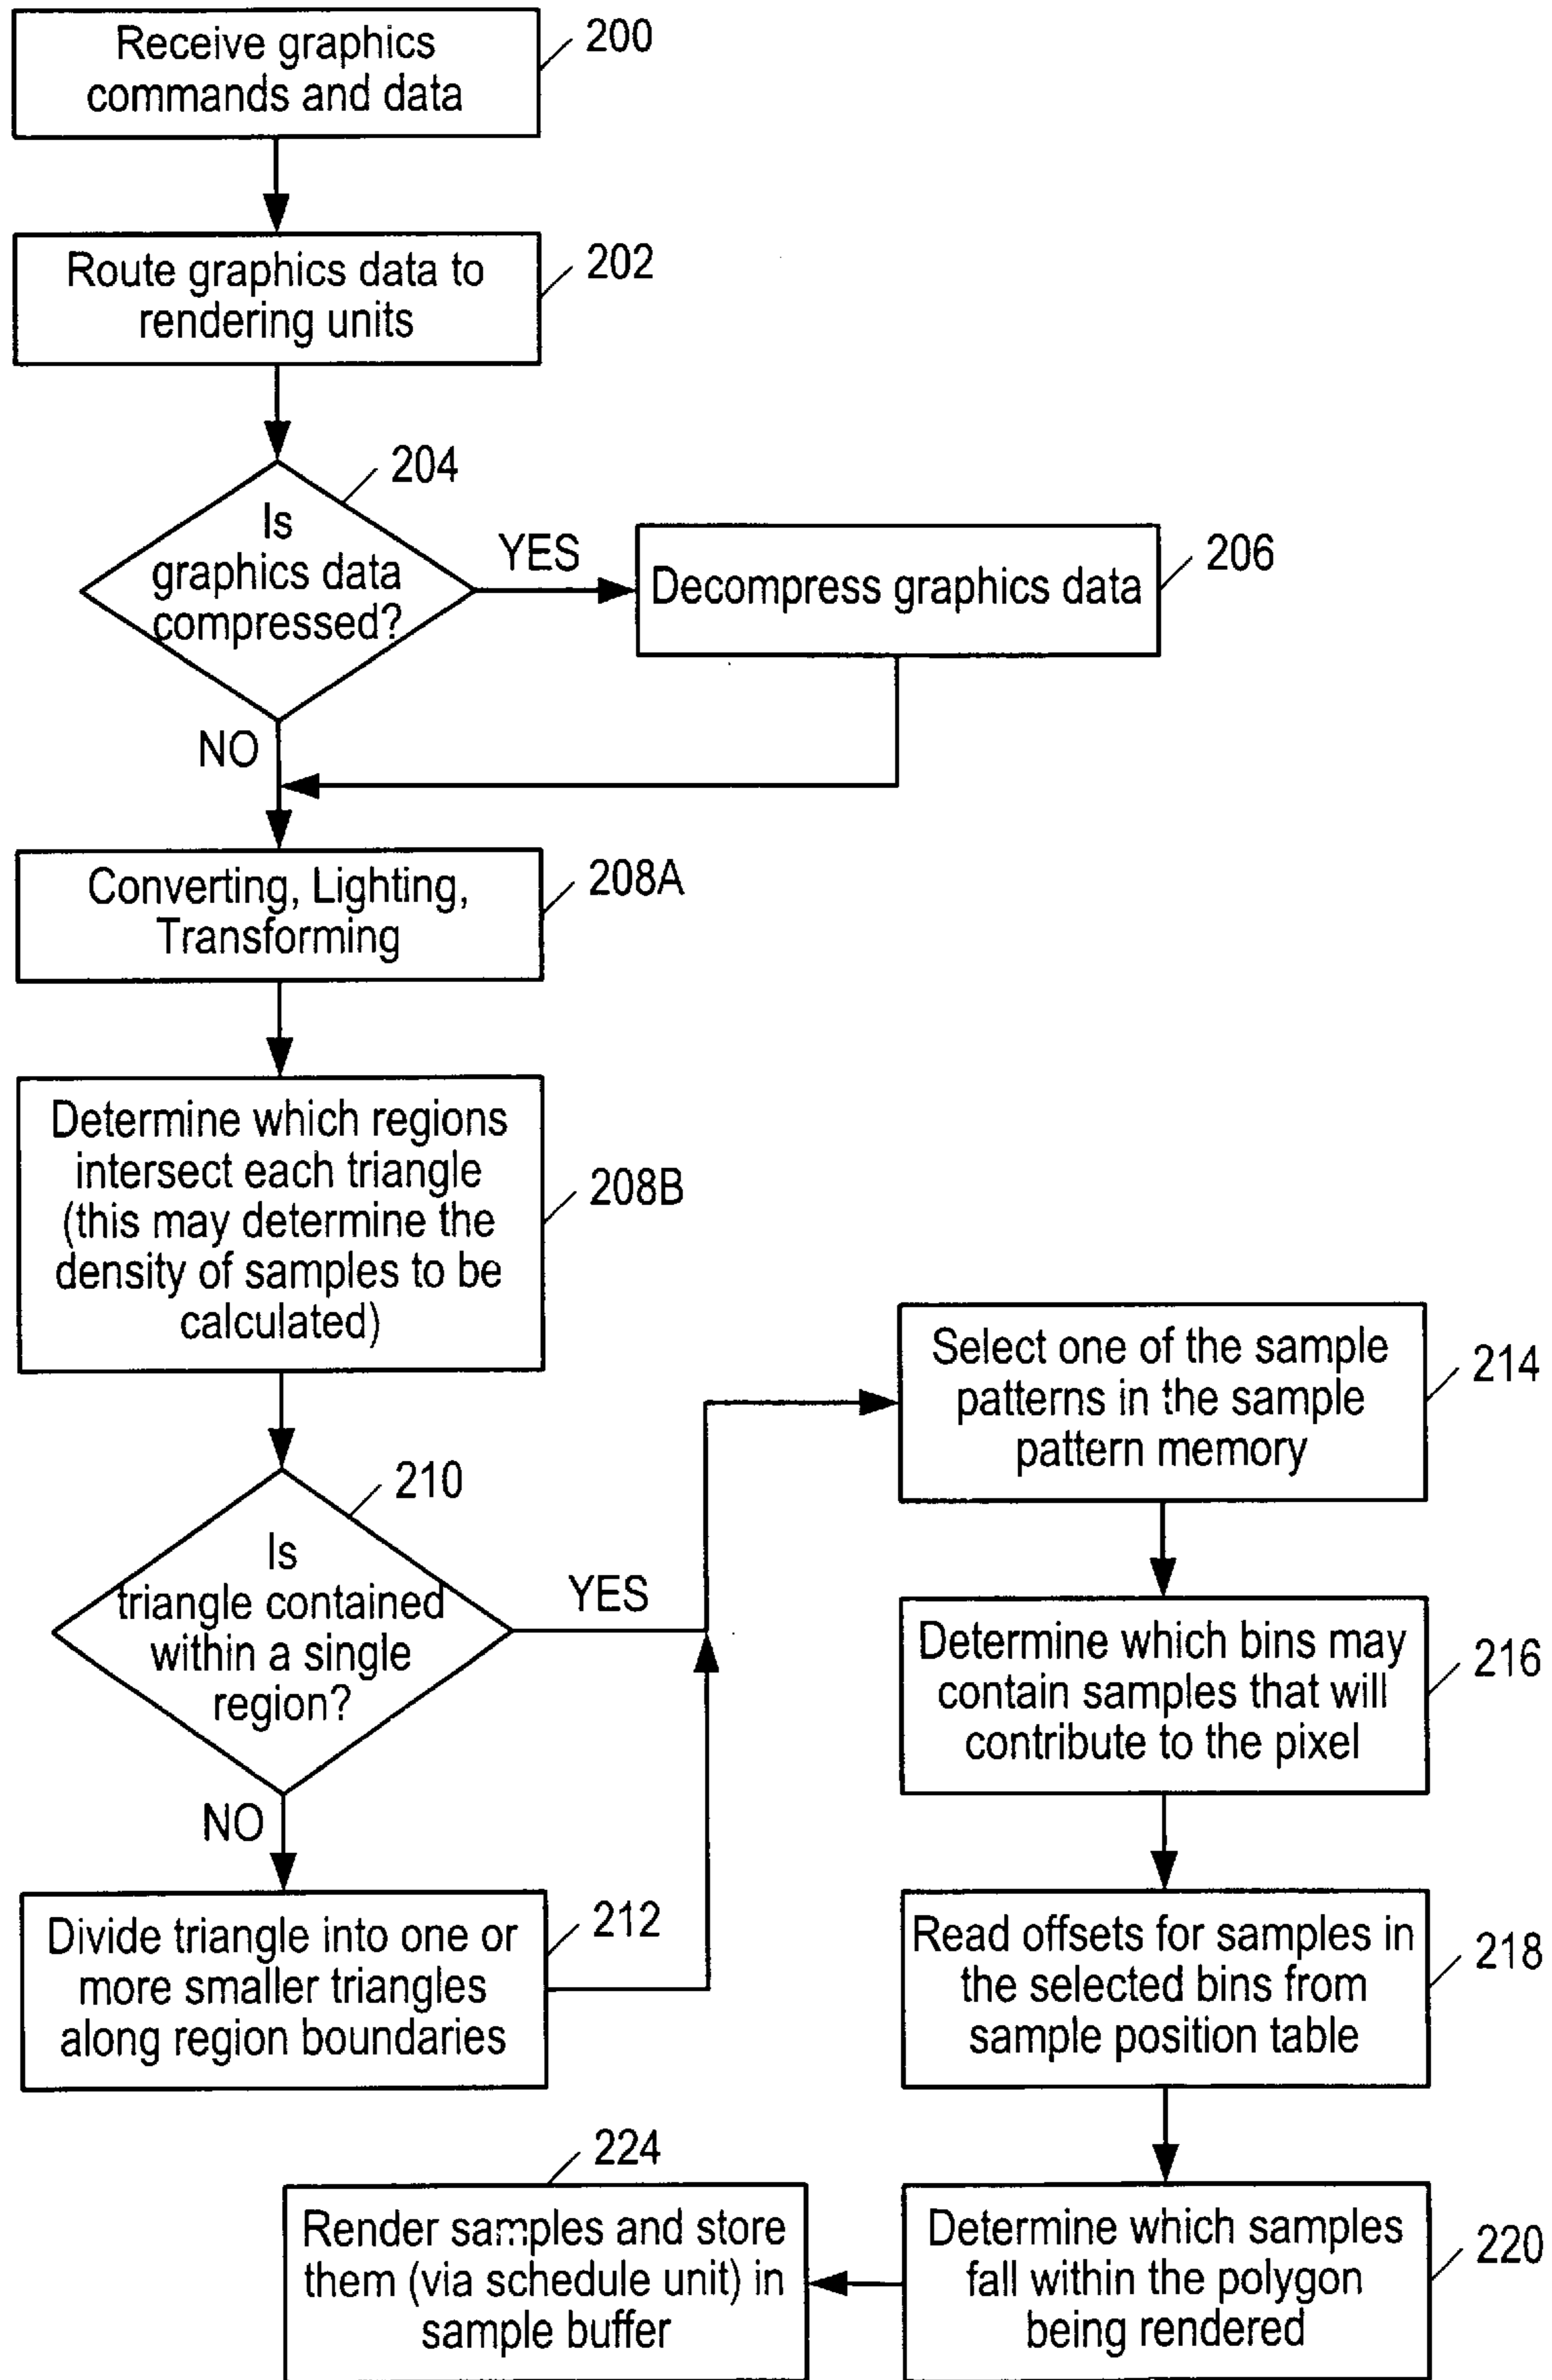 Receive graphics
commands and data
200
Route graphics data to
rendering units
202
204
Is
graphics data
compressed?
YES
NO
Decompress graphics data
206
Converting, Lighting,
Transforming
208A
Determine which regions
intersect each triangle
(this may determine the
density of samples to be
calculated)
208B
210
Is
triangle contained
within a single
region?
YES
NO
Divide triangle into one or
more smaller triangles
along region boundaries
212
Select one of the sample
patterns in the sample
pattern memory
214
Determine which bins may
contain samples that will
contribute to the pixel
216
Read offsets for samples in
the selected bins from
sample position table
218
Determine which samples
fall within the polygon
being rendered
220
224
Render samples and store
them (via schedule unit) in
sample buffer